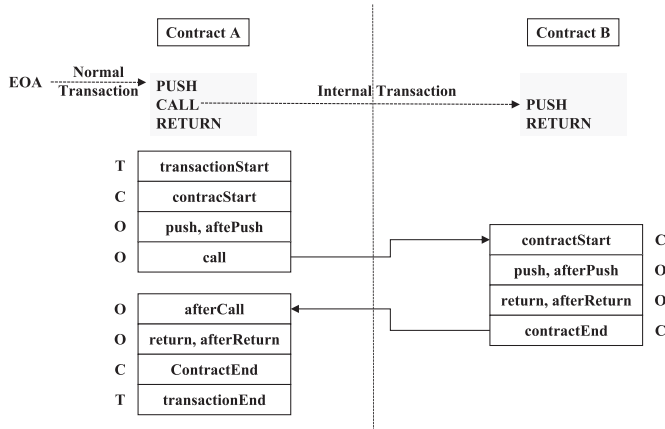 Contract A
Contract B
EOA
Normal
Transaction
PUSH
CALL
RETURN
Internal Transaction
PUSH
RETURN
T transactionStart
C contracStart
O push, aftePush
O call
contractStart C
push, afterPush O
return, afterReturn O
contractEnd C
O afterCall
O return, afterReturn
C ContractEnd
T transactionEnd